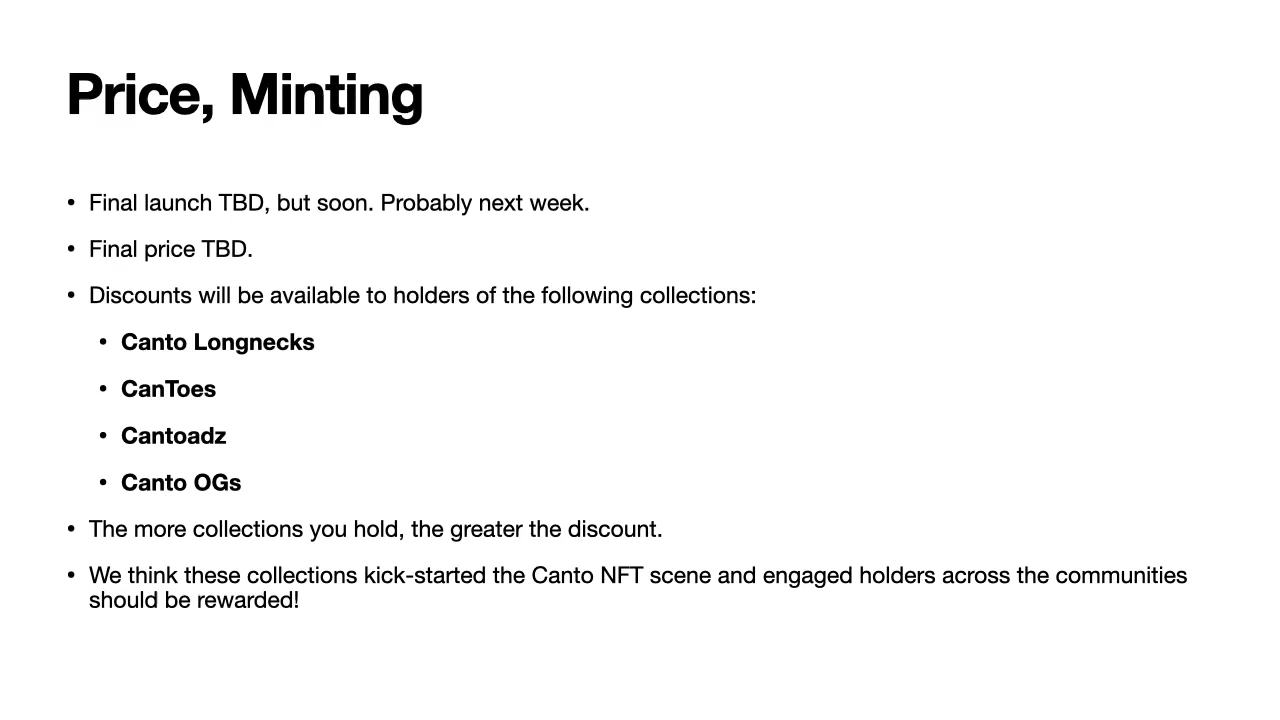 Price, Minting
• Final launch TBD, but soon. Probably next week.
• Final price TBD.
• Discounts will be available to holders of the following collections:
• Canto Longnecks
• CanToes
• Cantoadz
• Canto OGs
• The more collections you hold, the greater the discount.
• We think these collections kick-started the Canto NFT scene and engaged holders across the communities
should be rewarded!